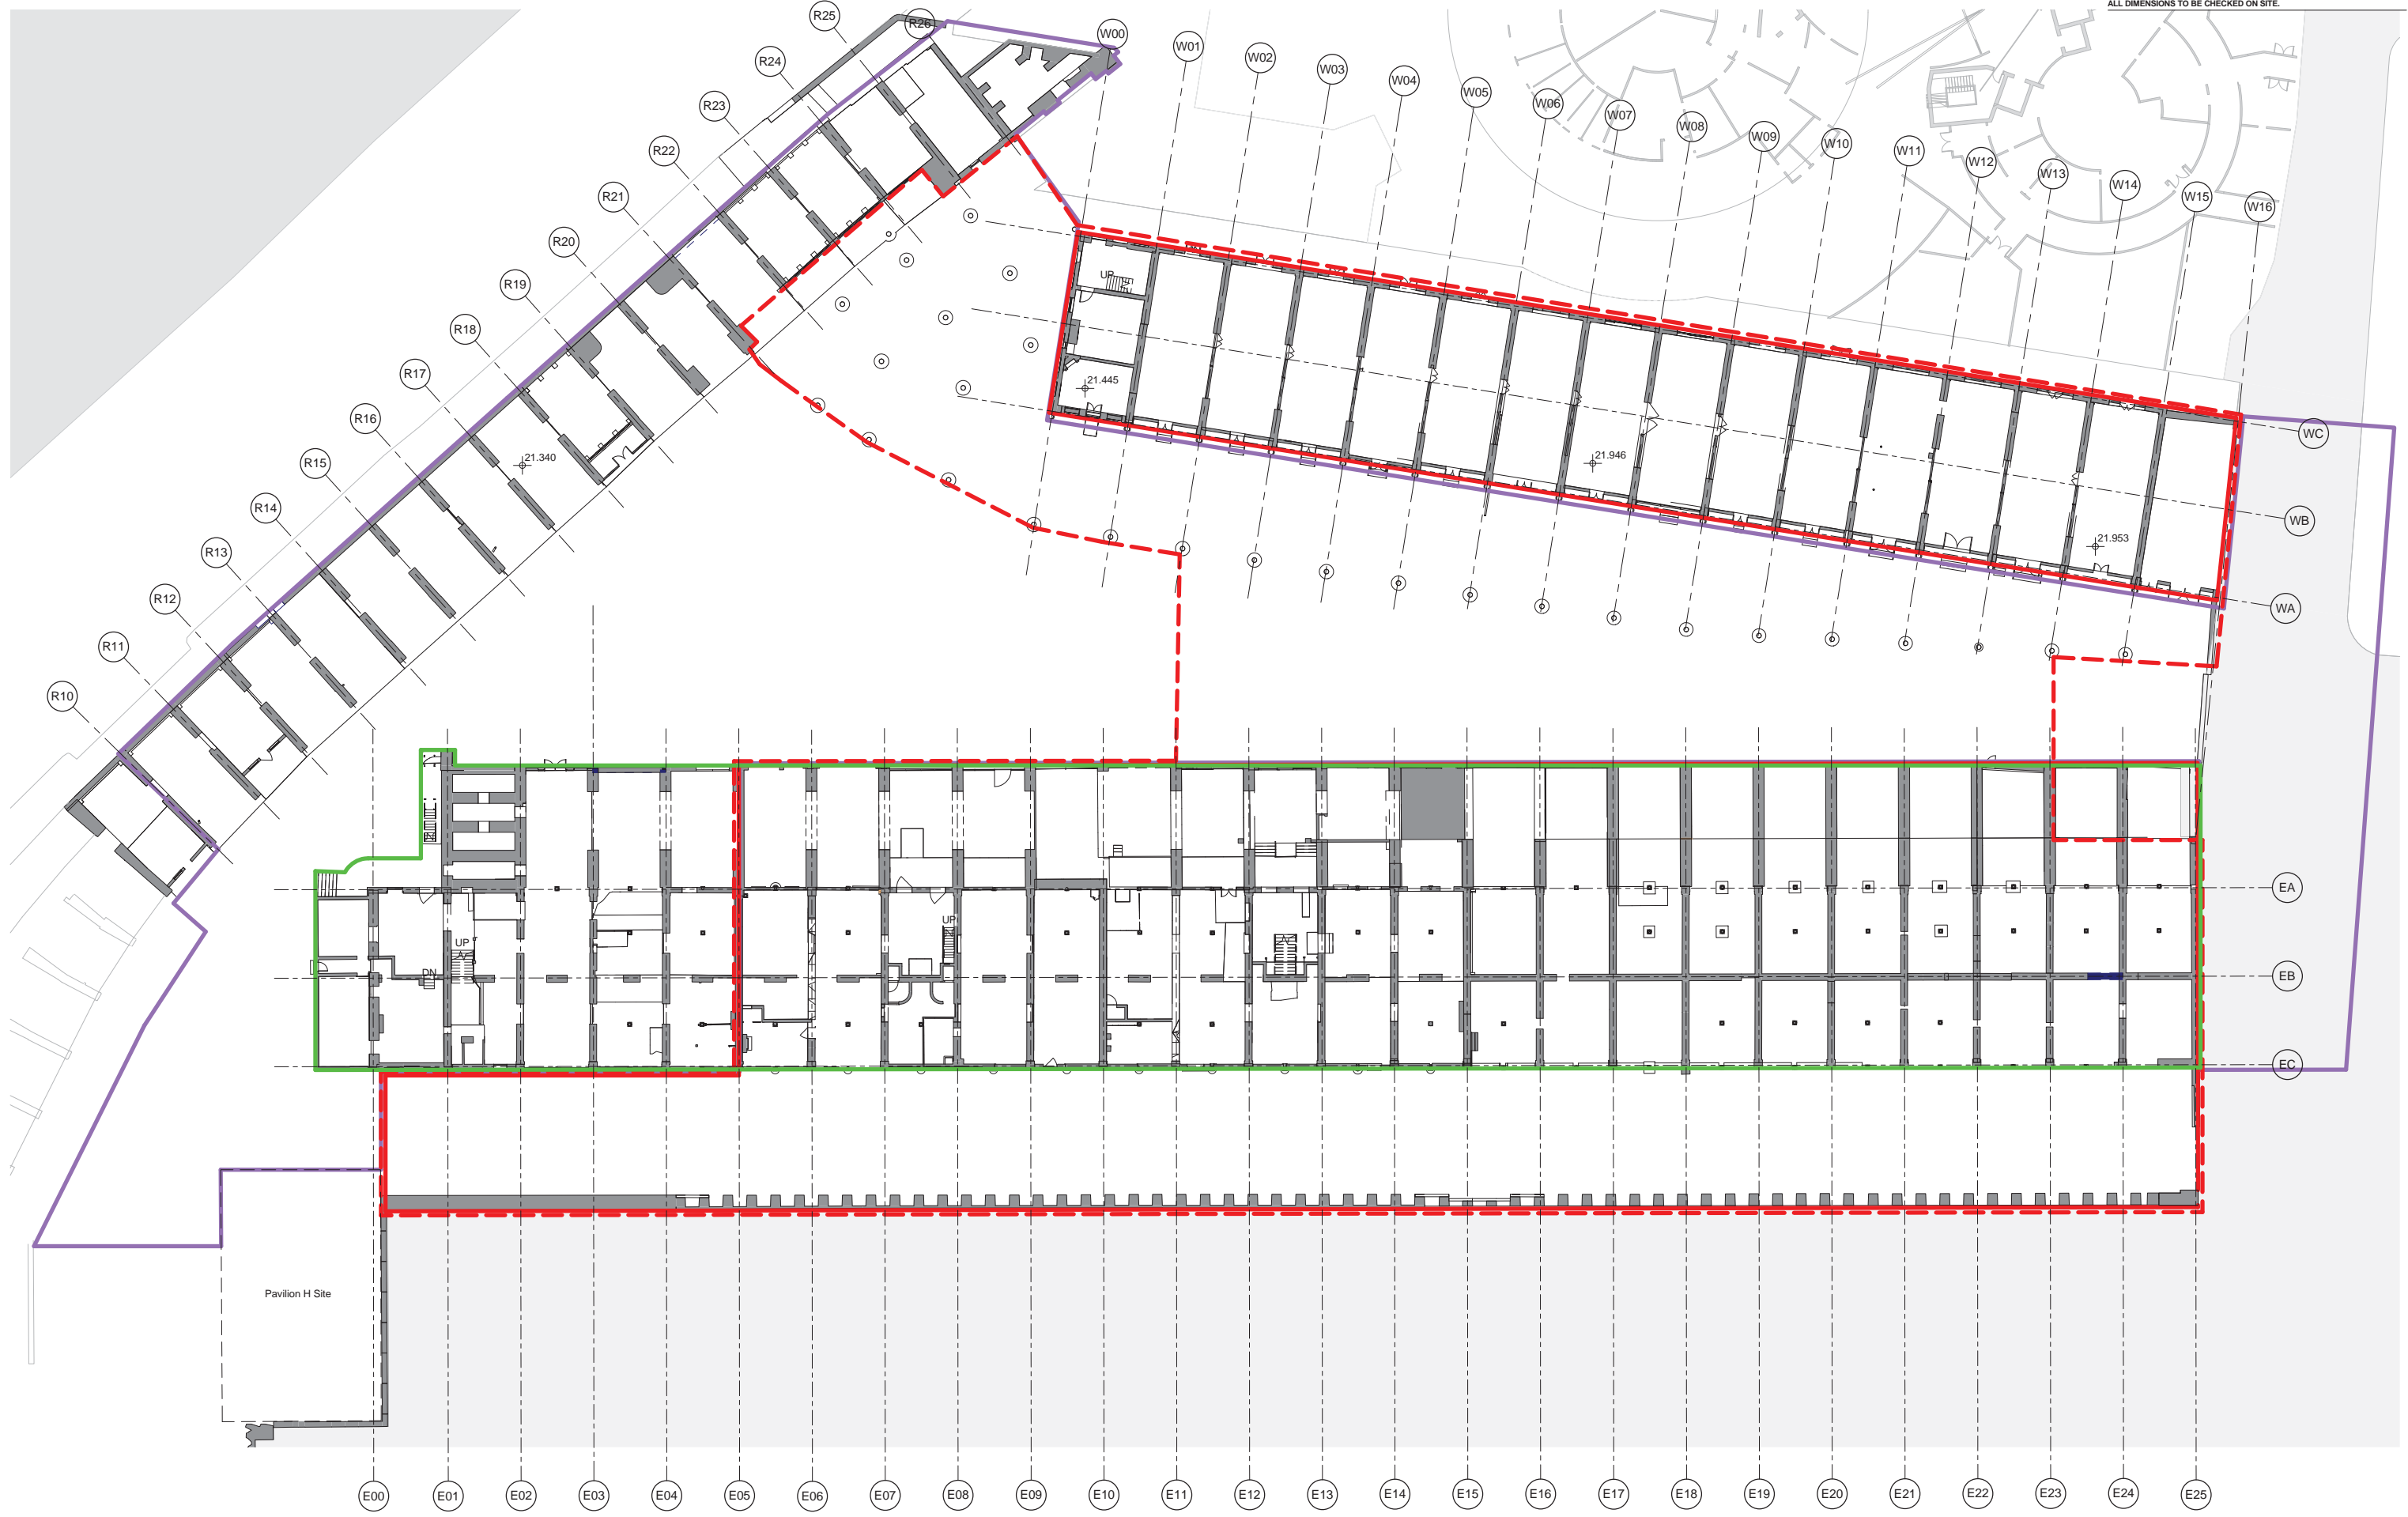 ALL DIMENSIONS TO BE CHECKED ON SITE.
R25
R26
W00
W01
W02
W03
W04
W05
W06
W07
W08
W09
W10
W11
W12
W13
W14
W15
W16
R24
R23
R22
R21
R20
R19
R18
R17
R16
R15
R14
R13
R12
R11
R10
UP
21.445
21.340
21.946
21.953
WC
WB
WA
UP
UP
DN
EA
EB
EC
Pavilion H Site
E00
E01
E02
E03
E04
E05
E06
E07
E08
E09
E10
E11
E12
E13
E14
E15
E16
E17
E18
E19
E20
E21
E22
E23
E24
E25